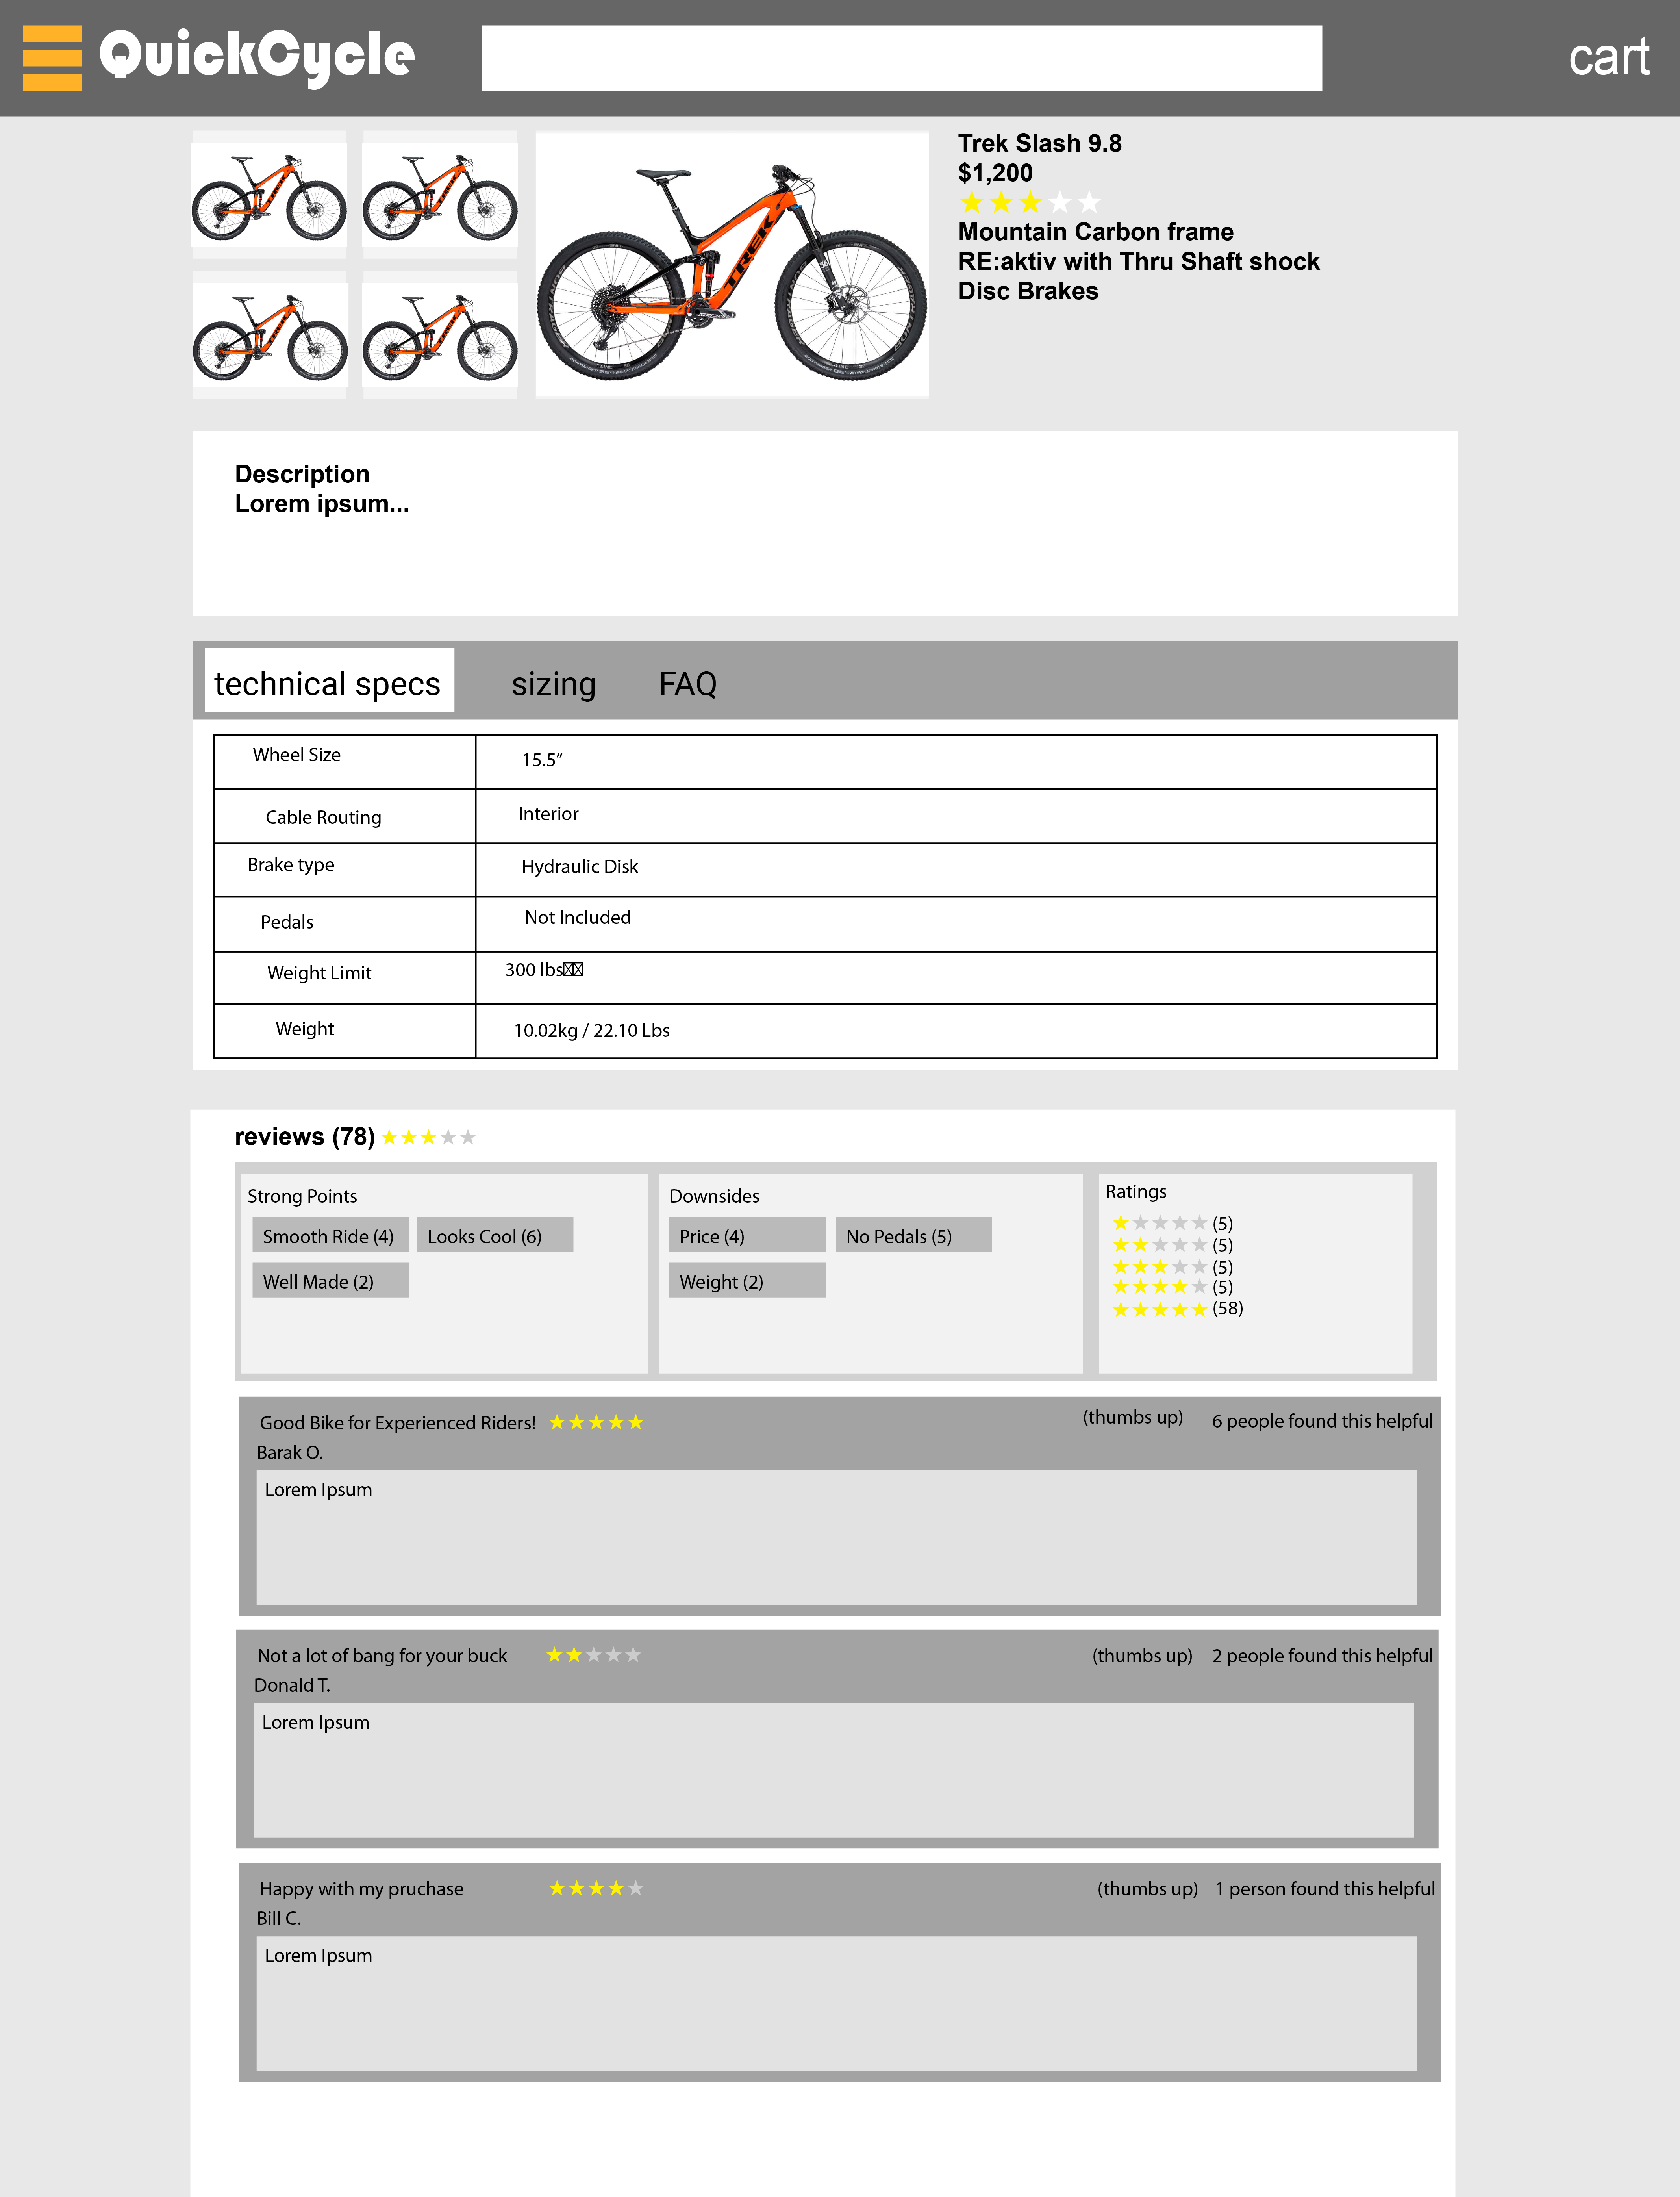 QuickCycle
cart
Trek Slash 9.8
$1,200
Mountain Carbon frame
RE:aktiv with Thru Shaft shock
Disc Brakes
TREK
Description
Lorem ipsum...
technical specs sizing FAQ
Wheel Size 15.5”
Cable Routing Interior
Brake type Hydraulic Disk
Pedals Not Included
Weight Limit 300 lbs
Weight 10.02kg / 22.10 Lbs
reviews (78)
Strong Points
Smooth Ride (4) Looks Cool (6)
Well Made (2)
Downsides
Price (4) No Pedals (5)
Weight (2)
Ratings
(5)
(5)
(5)
(5)
(58)
Good Bike for Experienced Riders! (thumbs up) 6 people found this helpful
Barak O.
Lorem Ipsum
Not a lot of bang for your buck (thumbs up) 2 people found this helpful
Donald T.
Lorem Ipsum
Happy with my pruchase (thumbs up) 1 person found this helpful
Bill C.
Lorem Ipsum